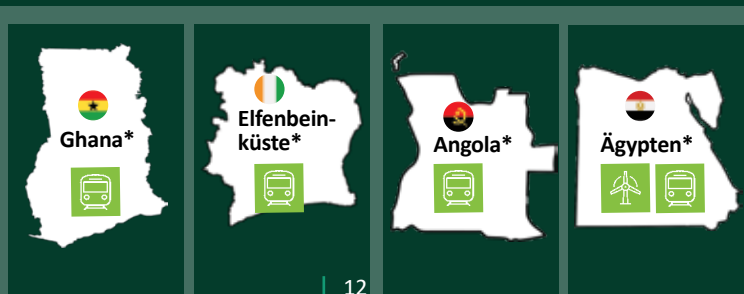 Ghana*
Elfenbein-
küste*
Angola*
Ägypten*
| 12